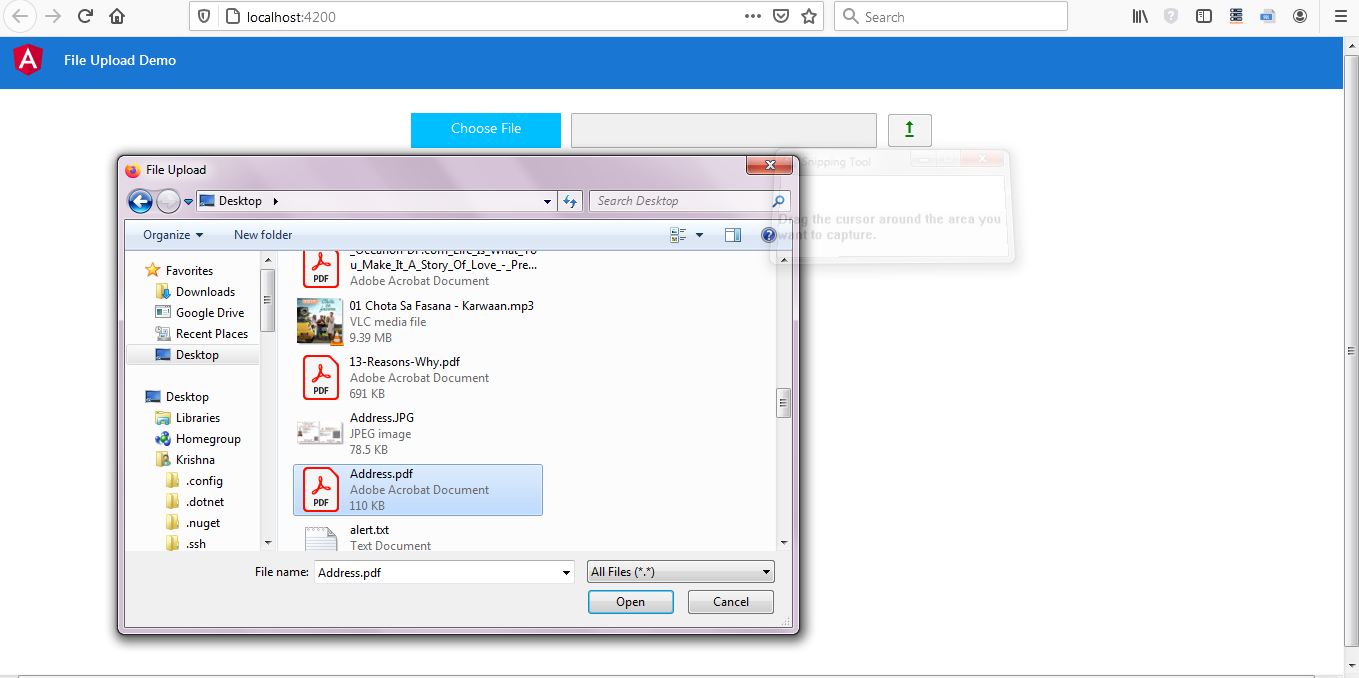 localhost:4200
Search
A
File Upload Demo
Choose File
File Upload
Snipping Tool
Desktop
Search Desktop
Drag the cursor around the area you
want to capture.
Organize
New folder
Favorites
Downloads
Google Drive
Recent Places
Desktop
Desktop
Libraries
Homegroup
Krishna
.config
.dotnet
.nuget
.ssh
u_Make_It_A_Story_Of_Love_-_Pre...
Adobe Acrobat Document
PDF
01 Chota Sa Fasana - Karwaan.mp3
VLC media file
9.39 MB
13-Reasons-Why.pdf
Adobe Acrobat Document
691 KB
PDF
Address.JPG
JPEG image
78.5 KB
Address.pdf
Adobe Acrobat Document
110 KB
PDF
alert.txt
Text Document
File name:
Address.pdf
All Files (*.*)
Open
Cancel